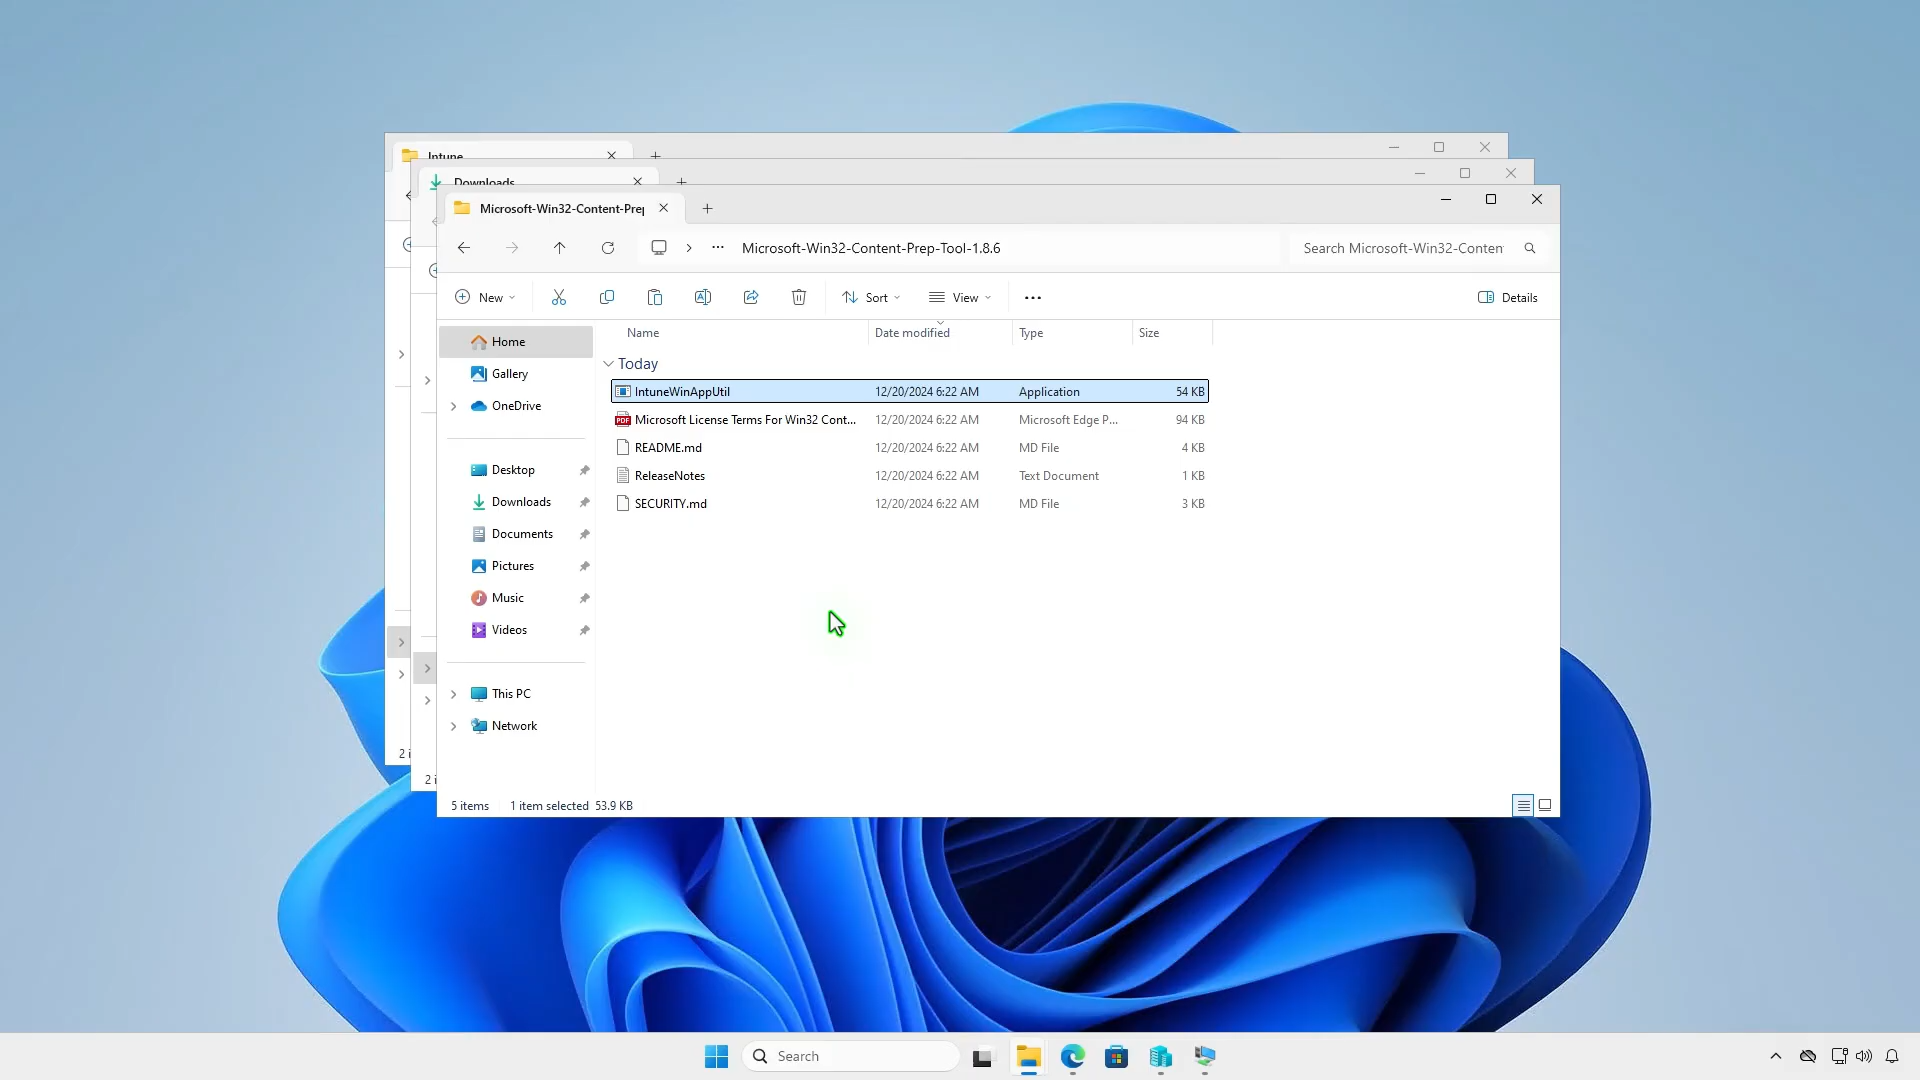 Intune
Downloads
Microsoft-Win32-Content-Prep
Microsoft-Win32-Content-Prep-Tool-1.8.6
Search Microsoft-Win32-Conten
New
Sort
View
Details
Name Date modified Type Size
Home
Gallery
OneDrive
Desktop
Downloads
Documents
Pictures
Music
Videos
This PC
Network
Today
IntuneWinAppUtil 12/20/2024 6:22 AM Application 54 KB
Microsoft License Terms For Win32 Cont... 12/20/2024 6:22 AM Microsoft Edge P... 94 KB
README.md 12/20/2024 6:22 AM MD File 4 KB
ReleaseNotes 12/20/2024 6:22 AM Text Document 1 KB
SECURITY.md 12/20/2024 6:22 AM MD File 3 KB
2 i
2 i
5 items 1 item selected 53.9 KB
Search